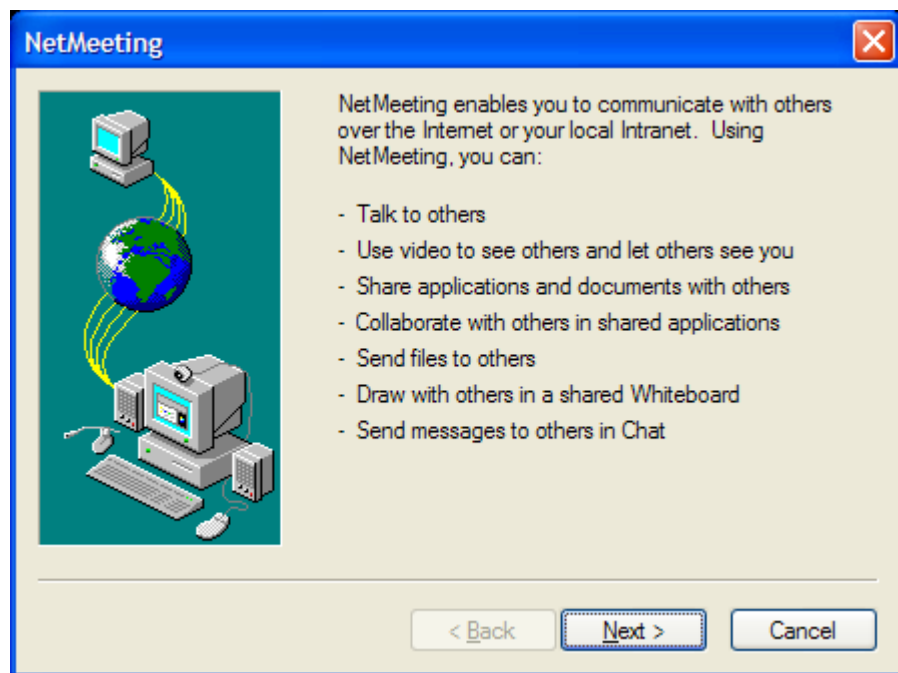 NetMeeting
NetMeeting enables you to communicate with others
over the Internet or your local Intranet. Using
NetMeeting, you can:
- Talk to others
- Use video to see others and let others see you
- Share applications and documents with others
- Collaborate with others in shared applications
- Send files to others
- Draw with others in a shared Whiteboard
- Send messages to others in Chat
< Back
Next >
Cancel